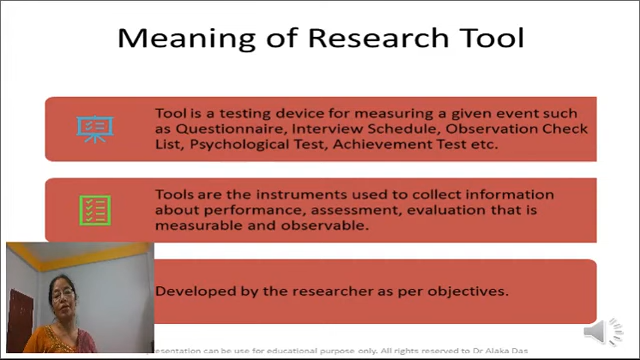 Meaning of Research Tool
Tool is a testing device for measuring a given event such
as Questionnaire, Interview Schedule, Observation Check
List, Psychological Test, Achievement Test etc.
Tools are the instruments used to collect information
about performance, assessment, evaluation that is
measurable and observable.
Developed by the researcher as per objectives.
can be use for educational purpose only. All rights reserved to Dr Alaka Das